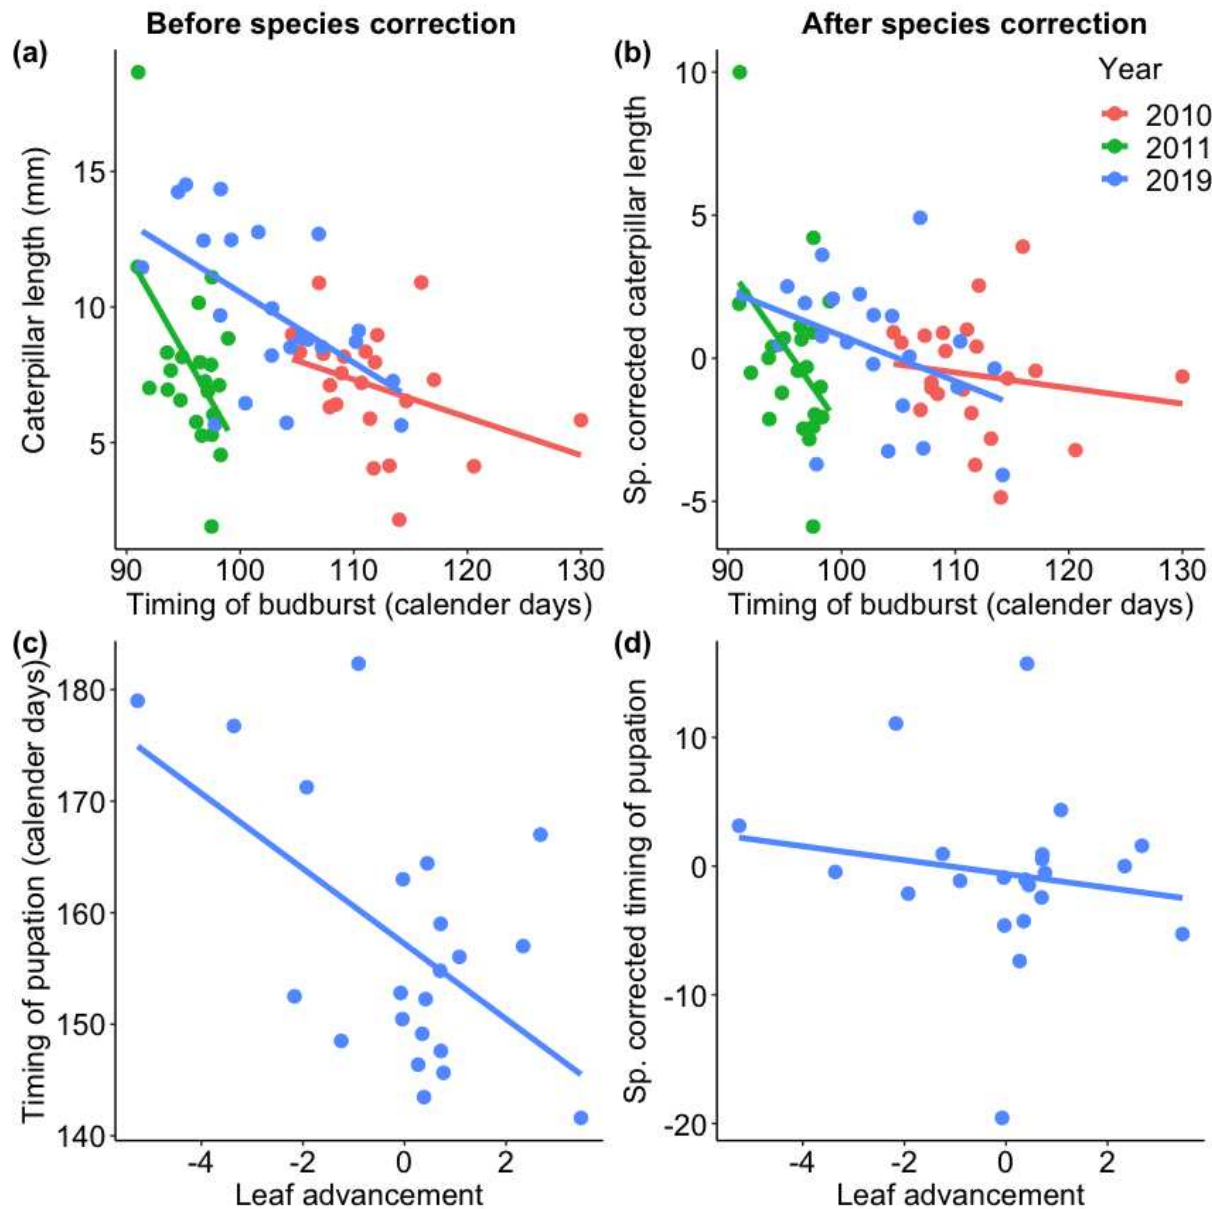 Before species correction
After species correction
(a)
(b)
Year
2010
2011
2019
Caterpillar length (mm)
15
10
5
90 100 110 120 130
Timing of budburst (calender days)
Sp. corrected caterpillar length
10
5
0
-5
90 100 110 120 130
Timing of budburst (calender days)
(c)
(d)
Timing of pupation (calender days)
180
170
160
150
140
-4 -2 0 2
Leaf advancement
Sp. corrected timing of pupation
10
0
-10
-20
-4 -2 0 2
Leaf advancement